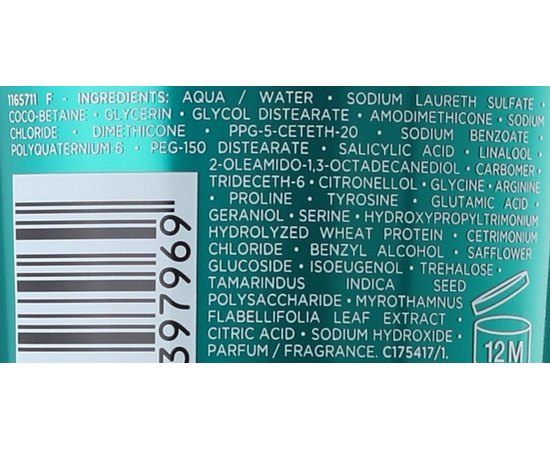 1165711 F - INGREDIENTS: AQUA / WATER • SODIUM LAURETH SULFATE •
COCO-BETAINE • GLYCERIN • GLYCOL DISTEARATE • AMODIMETHICONE • SODIUM
CHLORIDE • DIMETHICONE • PPG-5-CETETH-20 • SODIUM BENZOATE •
POLYQUATERNIUM-6 • PEG-150 DISTEARATE • SALICYLIC ACID • LINALOOL •
2-OLEAMIDO-1,3-OCTADECANEDIOL • CARBOMER •
TRIDECETH-6 • CITRONELLOL • GLYCINE • ARGININE
• PROLINE • TYROSINE • GLUTAMIC ACID •
GERANIOL • SERINE • HYDROXYPROPYLTRIMONIUM
HYDROLYZED WHEAT PROTEIN • CETRIMONIUM
CHLORIDE • BENZYL ALCOHOL • SAFFLOWER
GLUCOSIDE • ISOEUGENOL • TREHALOSE •
TAMARINDUS INDICA SEED
POLYSACCHARIDE • MYROTHAMNUS
FLABELLIFOLIA LEAF EXTRACT •
CITRIC ACID • SODIUM HYDROXIDE •
PARFUM / FRAGRANCE. C175417/1.
397969
12M